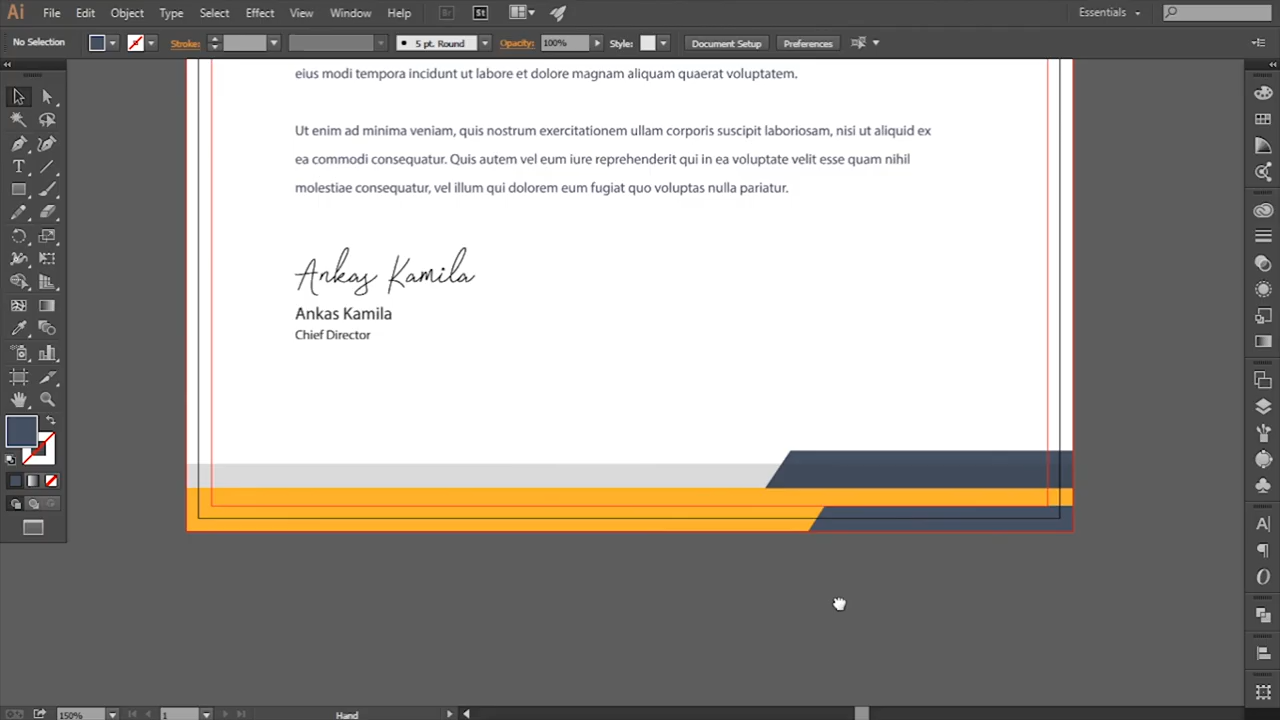 Ai File Edit Object Type Select Effect View Window Help Br St Essentials
No Selection Stroke: 5 pt. Round Opacity: 100% Style: Document Setup Preferences
eius modi tempora incidunt ut labore et dolore magnam aliquam quaerat voluptatem.
Ut enim ad minima veniam, quis nostrum exercitationem ullam corporis suscipit laboriosam, nisi ut aliquid ex
ea commodi consequatur. Quis autem vel eum iure reprehenderit qui in ea voluptate velit esse quam nihil
molestiae consequatur, vel illum qui dolorem eum fugiat quo voluptas nulla pariatur.
Ankas Kamila
Ankas Kamila
Chief Director
150% 1 Hand